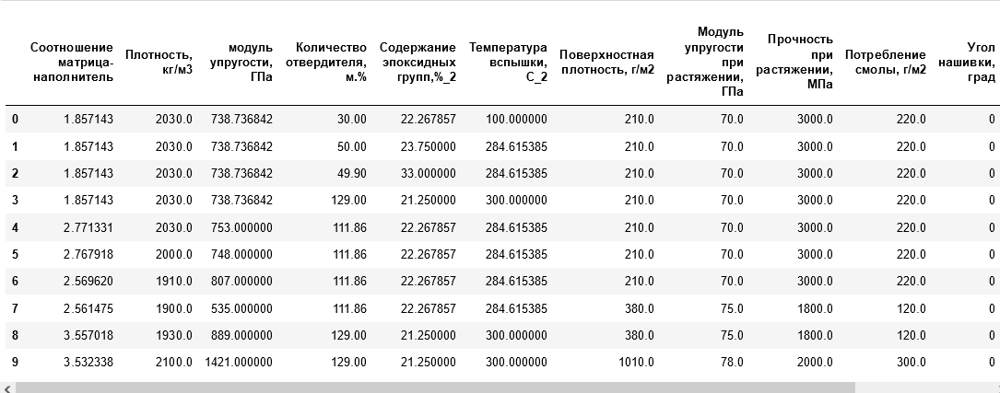 Соотношение матрица-наполнитель Плотность, кг/м3 модуль упругости, ГПа Количество отвердителя, м.% Содержание эпоксидных групп,%_2 Температура вспышки, С_2 Поверхностная плотность, г/м2 Модуль упругости при растяжении, ГПа Прочность при растяжении, МПа Потребление смолы, г/м2 Угол нашивки, град
0 1.857143 2030.0 738.736842 30.00 22.267857 100.000000 210.0 70.0 3000.0 220.0 0
1 1.857143 2030.0 738.736842 50.00 23.750000 284.615385 210.0 70.0 3000.0 220.0 0
2 1.857143 2030.0 738.736842 49.90 33.000000 284.615385 210.0 70.0 3000.0 220.0 0
3 1.857143 2030.0 738.736842 129.00 21.250000 300.000000 210.0 70.0 3000.0 220.0 0
4 2.771331 2030.0 753.000000 111.86 22.267857 284.615385 210.0 70.0 3000.0 220.0 0
5 2.767918 2000.0 748.000000 111.86 22.267857 284.615385 210.0 70.0 3000.0 220.0 0
6 2.569620 1910.0 807.000000 111.86 22.267857 284.615385 210.0 70.0 3000.0 220.0 0
7 2.561475 1900.0 535.000000 111.86 22.267857 284.615385 380.0 75.0 1800.0 120.0 0
8 3.557018 1930.0 889.000000 129.00 21.250000 300.000000 380.0 75.0 1800.0 120.0 0
9 3.532338 2100.0 1421.000000 129.00 21.250000 300.000000 1010.0 78.0 2000.0 300.0 0